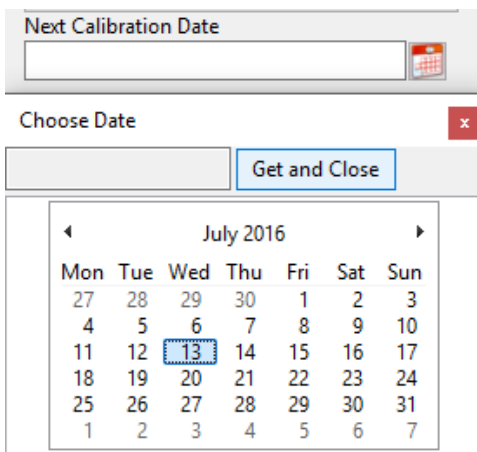 Next Calibration Date
Choose Date
x
Get and Close
July 2016
Mon Tue Wed Thu Fri Sat Sun
27 28 29 30 1 2 3
4 5 6 7 8 9 10
11 12 13 14 15 16 17
18 19 20 21 22 23 24
25 26 27 28 29 30 31
1 2 3 4 5 6 7